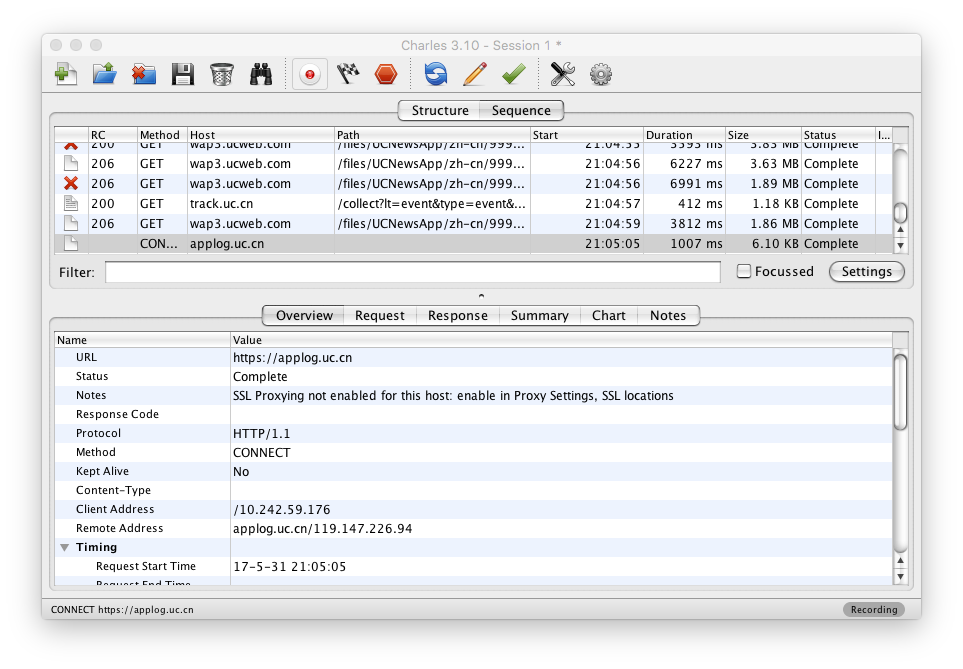 Charles 3.10 - Session 1 *
Structure Sequence
RC Method Host Path Start Duration Size Status I...
200 GET wap3.ucweb.com /files/UCNewsApp/zh-cn/999... 21:04:55 3593 ms 3.83 MB Complete
206 GET wap3.ucweb.com /files/UCNewsApp/zh-cn/999... 21:04:56 6227 ms 3.63 MB Complete
206 GET wap3.ucweb.com /files/UCNewsApp/zh-cn/999... 21:04:56 6991 ms 1.89 MB Complete
200 GET track.uc.cn /collect?lt=event&type=event&... 21:04:57 412 ms 1.18 KB Complete
206 GET wap3.ucweb.com /files/UCNewsApp/zh-cn/999... 21:04:59 3812 ms 1.86 MB Complete
CON... applog.uc.cn 21:05:05 1007 ms 6.10 KB Complete
Filter: Focussed Settings
Overview Request Response Summary Chart Notes
Name Value
URL https://applog.uc.cn
Status Complete
Notes SSL Proxying not enabled for this host: enable in Proxy Settings, SSL locations
Response Code
Protocol HTTP/1.1
Method CONNECT
Kept Alive No
Content-Type
Client Address /10.242.59.176
Remote Address applog.uc.cn/119.147.226.94
Timing
Request Start Time 17-5-31 21:05:05
Request End Time
CONNECT https://applog.uc.cn Recording